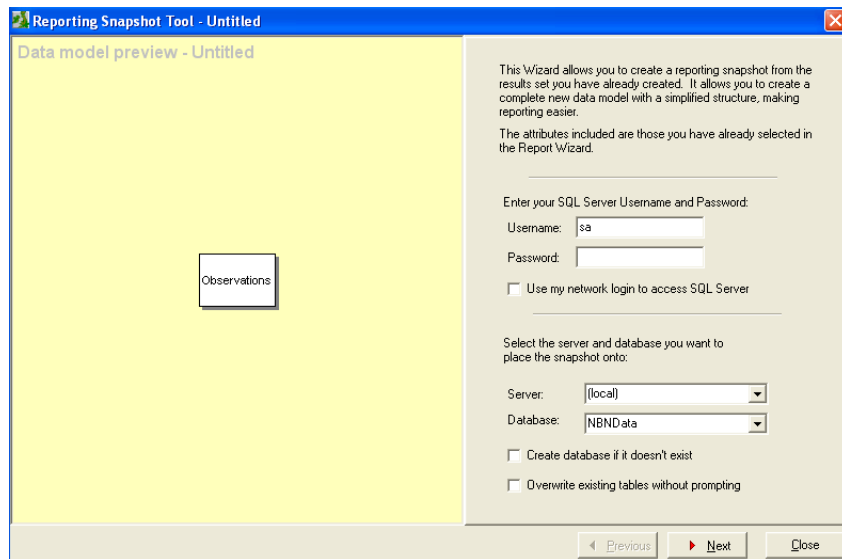 Reporting Snapshot Tool - Untitled
Data model preview - Untitled
Observations
This Wizard allows you to create a reporting snapshot from the
results set you have already created. It allows you to create a
complete new data model with a simplified structure, making
reporting easier.
The attributes included are those you have already selected in
the Report Wizard.
Enter your SQL Server Username and Password:
Username: sa
Password:
Use my network login to access SQL Server
Select the server and database you want to
place the snapshot onto:
Server: (local)
Database: NBNData
Create database if it doesn't exist
Overwrite existing tables without prompting
Previous Next Close